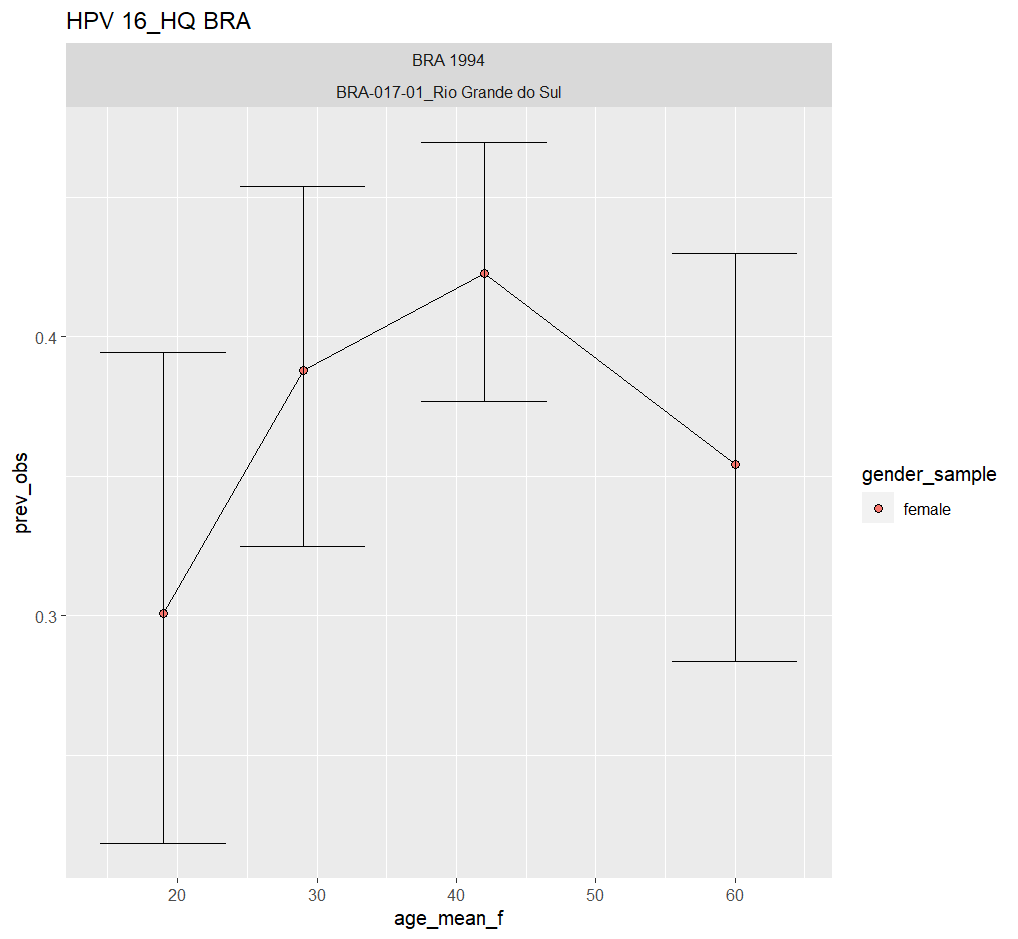 HPV 16_HQ BRA
BRA 1994
BRA-017-01_Rio Grande do Sul
prev_obs
0.4
0.3
20 30 40 50 60
age_mean_f
gender_sample
female